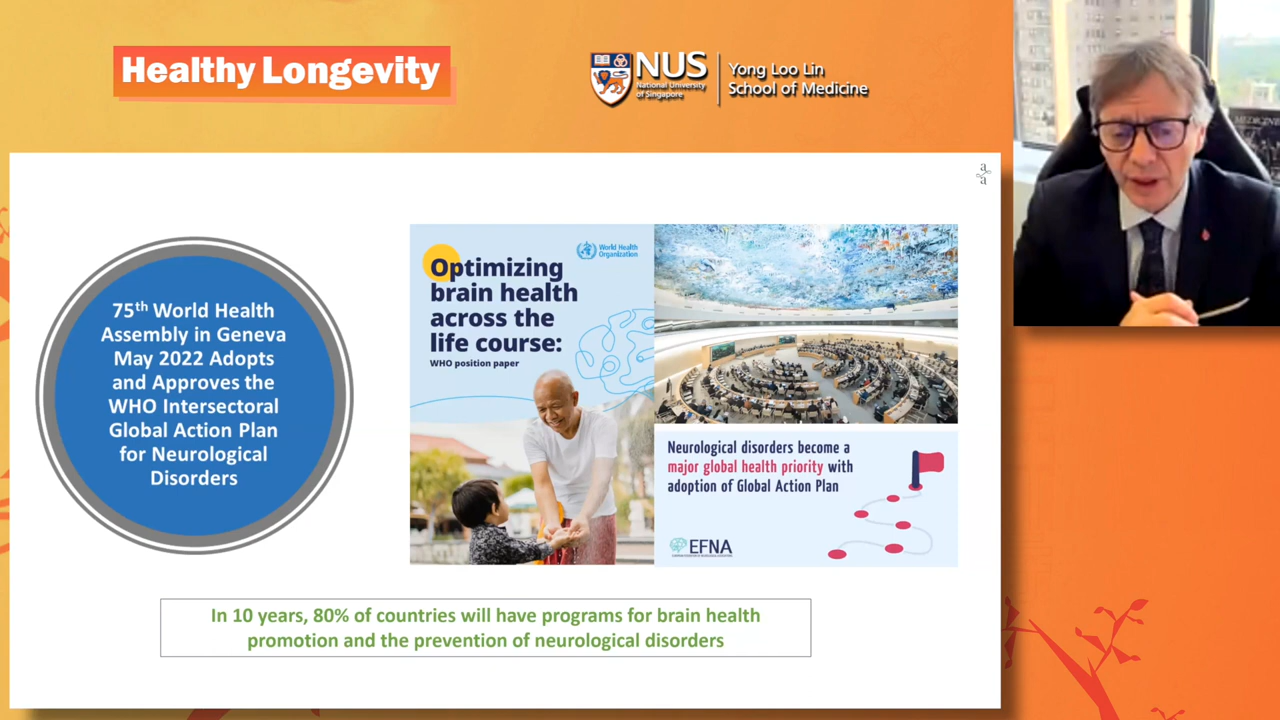 Healthy Longevity
NUS
National University
of Singapore
Yong Loo Lin
School of Medicine
MEDICINE
a
a
75th World Health
Assembly in Geneva
May 2022 Adopts
and Approves the
WHO Intersectoral
Global Action Plan
for Neurological
Disorders
World Health
Organization
Optimizing
brain health
across the
life course:
WHO position paper
Neurological disorders become a
major global health priority with
adoption of Global Action Plan
EFNA
In 10 years, 80% of countries will have programs for brain health
promotion and the prevention of neurological disorders